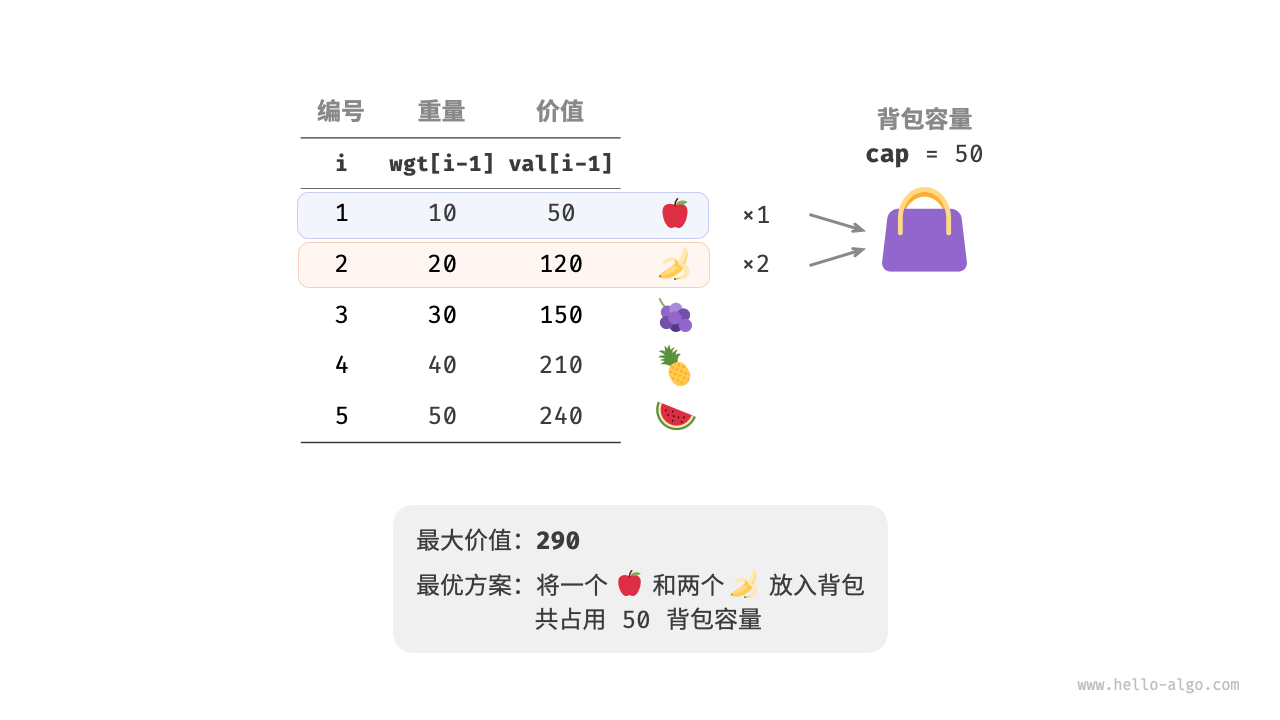 编号 重量 价值
i wgt[i-1] val[i-1]
1 10 50 ×1
2 20 120 ×2
3 30 150
4 40 210
5 50 240
背包容量
cap = 50
最大价值：290
最优方案：将一个 和两个 放入背包
共占用 50 背包容量
www.hello-algo.com